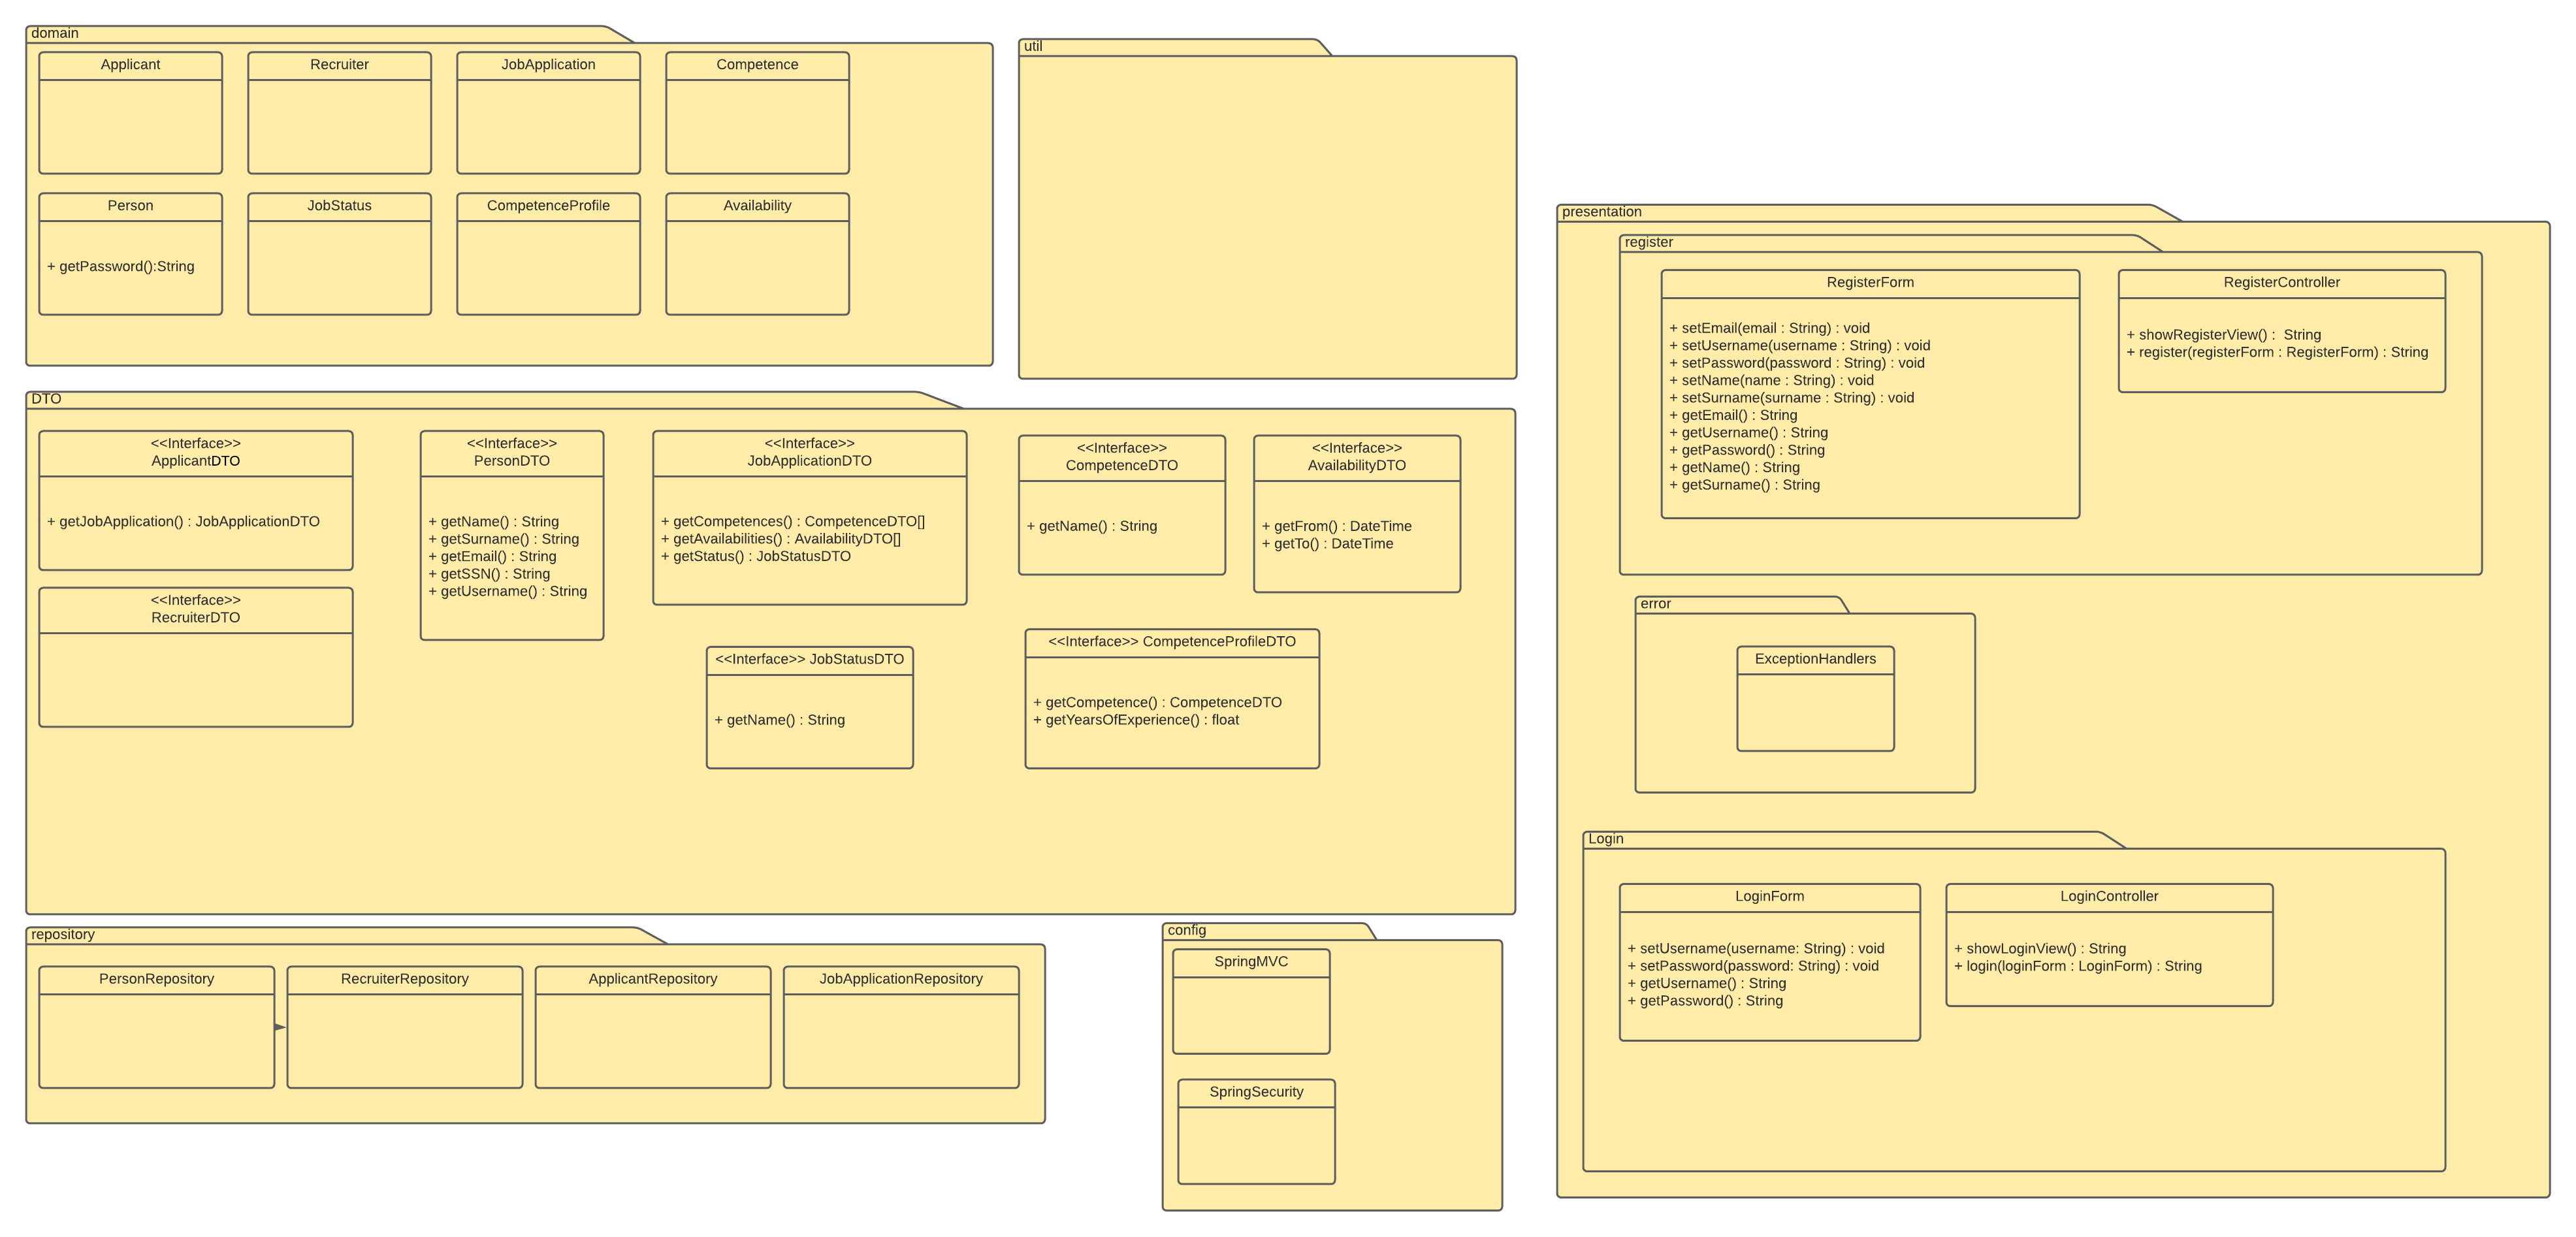 domain
Applicant
Recruiter
JobApplication
Competence
Person
+ getPassword():String
JobStatus
CompetenceProfile
Availability
util
DTO
<<Interface>>
ApplicantDTO
+ getJobApplication() : JobApplicationDTO
<<Interface>>
PersonDTO
+ getName() : String
+ getSurname() : String
+ getEmail() : String
+ getSSN() : String
+ getUsername() : String
<<Interface>>
JobApplicationDTO
+ getCompetences() : CompetenceDTO[]
+ getAvailabilities() : AvailabilityDTO[]
+ getStatus() : JobStatusDTO
<<Interface>>
CompetenceDTO
+ getName() : String
<<Interface>>
AvailabilityDTO
+ getFrom() : DateTime
+ getTo() : DateTime
<<Interface>>
RecruiterDTO
<<Interface>> JobStatusDTO
+ getName() : String
<<Interface>> CompetenceProfileDTO
+ getCompetence() : CompetenceDTO
+ getYearsOfExperience() : float
repository
PersonRepository
RecruiterRepository
ApplicantRepository
JobApplicationRepository
config
SpringMVC
SpringSecurity
presentation
register
RegisterForm
+ setEmail(email : String) : void
+ setUsername(username : String) : void
+ setPassword(password : String) : void
+ setName(name : String) : void
+ setSurname(surname : String) : void
+ getEmail() : String
+ getUsername() : String
+ getPassword() : String
+ getName() : String
+ getSurname() : String
RegisterController
+ showRegisterView() :  String
+ register(registerForm : RegisterForm) : String
error
ExceptionHandlers
Login
LoginForm
+ setUsername(username: String) : void
+ setPassword(password: String) : void
+ getUsername() : String
+ getPassword() : String
LoginController
+ showLoginView() : String
+ login(loginForm : LoginForm) : String